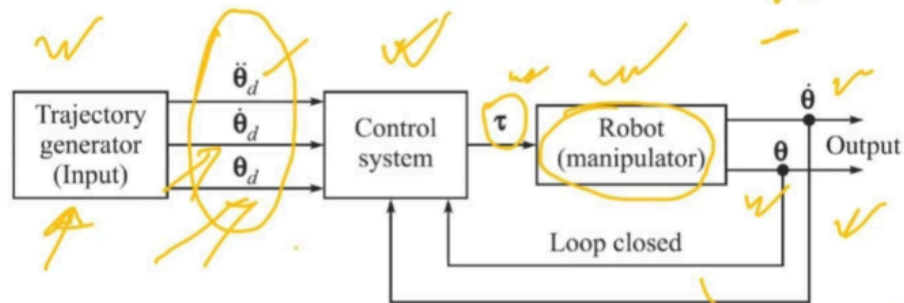 Trajectory
generator
(Input)
θ̈d
θ̇d
θd
Control
system
τ
Robot
(manipulator)
θ̇
θ
Output
Loop closed